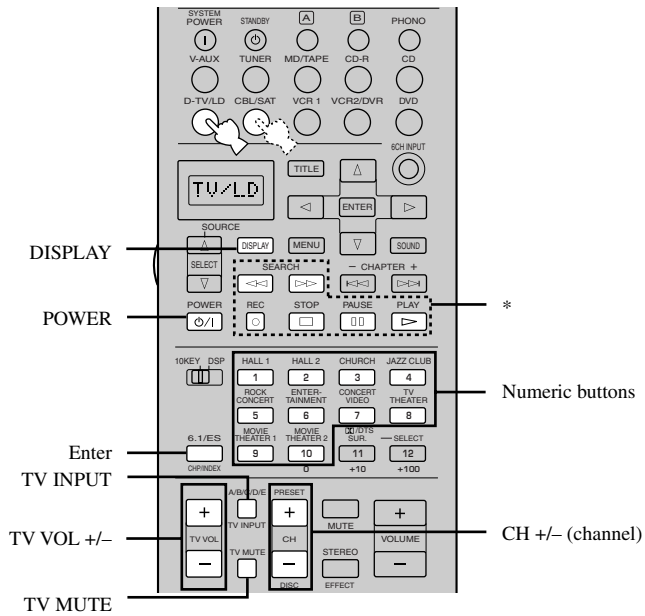 SYSTEM POWER STANDBY A B PHONO
V-AUX TUNER MD/TAPE CD-R CD
D-TV/LD CBL/SAT VCR 1 VCR2/DVR DVD
6CH INPUT
TITLE
TV/LD
ENTER
SOURCE
DISPLAY
DISPLAY MENU SOUND
SELECT
SEARCH – CHAPTER +
POWER
POWER REC STOP PAUSE PLAY
*
10KEY DSP
HALL 1 HALL 2 CHURCH JAZZ CLUB
1 2 3 4
Numeric buttons
ROCK CONCERT ENTER-TAINMENT CONCERT VIDEO TV THEATER
5 6 7 8
MOVIE THEATER 1 MOVIE THEATER 2 /DTS SUR. — SELECT
Enter
6.1/ES 9 10 11 12
CHP/INDEX 0 +10 +100
TV INPUT
A/B/C/D/E PRESET
+ TV INPUT + MUTE +
TV VOL +/–
TV VOL CH VOLUME
CH +/– (channel)
– TV MUTE – STEREO –
TV MUTE
DISC EFFECT